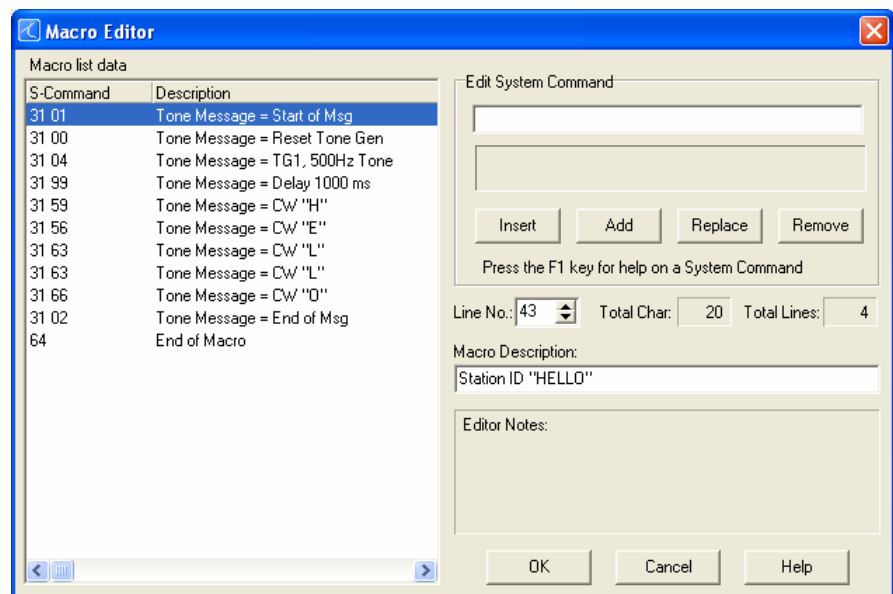 Macro Editor
Macro list data
S-Command Description
31 01 Tone Message = Start of Msg
31 00 Tone Message = Reset Tone Gen
31 04 Tone Message = TG1, 500Hz Tone
31 99 Tone Message = Delay 1000 ms
31 59 Tone Message = CW "H"
31 56 Tone Message = CW "E"
31 63 Tone Message = CW "L"
31 63 Tone Message = CW "L"
31 66 Tone Message = CW "O"
31 02 Tone Message = End of Msg
64 End of Macro
Edit System Command
Insert Add Replace Remove
Press the F1 key for help on a System Command
Line No.: 43 Total Char: 20 Total Lines: 4
Macro Description:
Station ID "HELLO"
Editor Notes:
OK Cancel Help